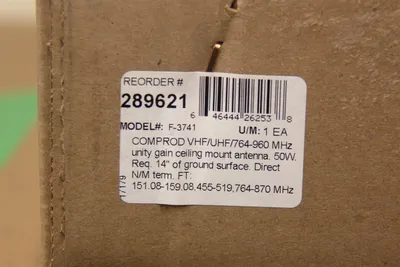 REORDER #
289621
6 46444 26253 8
MODEL#: F-3741 U/M: 1 EA
COMPROD VHF/UHF/764-960 MHz
unity gain ceiling mount antenna. 50W.
Req. 14" of ground surface. Direct
N/M term. FT:
151.08-159.08,455-519,764-870 MHz